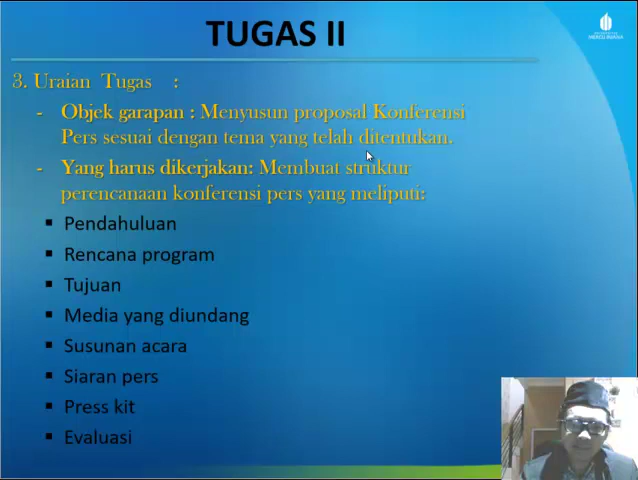 TUGAS II
MERCU BUANA
3. Uraian Tugas :
- Objek garapan : Menyusun proposal Konferensi
Pers sesuai dengan tema yang telah ditentukan.
- Yang harus dikerjakan: Membuat struktur
perencanaan konferensi pers yang meliputi:
▪ Pendahuluan
▪ Rencana program
▪ Tujuan
▪ Media yang diundang
▪ Susunan acara
▪ Siaran pers
▪ Press kit
▪ Evaluasi